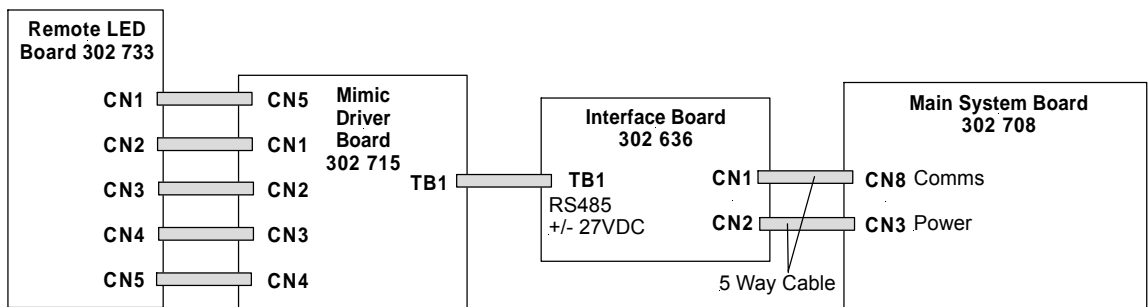 Remote LED
Board 302 733
CN1
CN2
CN3
CN4
CN5
CN5
CN1
CN2
CN3
CN4
Mimic
Driver
Board
302 715
TB1
Interface Board
302 636
TB1
RS485
+/- 27VDC
CN1
CN2
5 Way Cable
Main System Board
302 708
CN8 Comms
CN3 Power